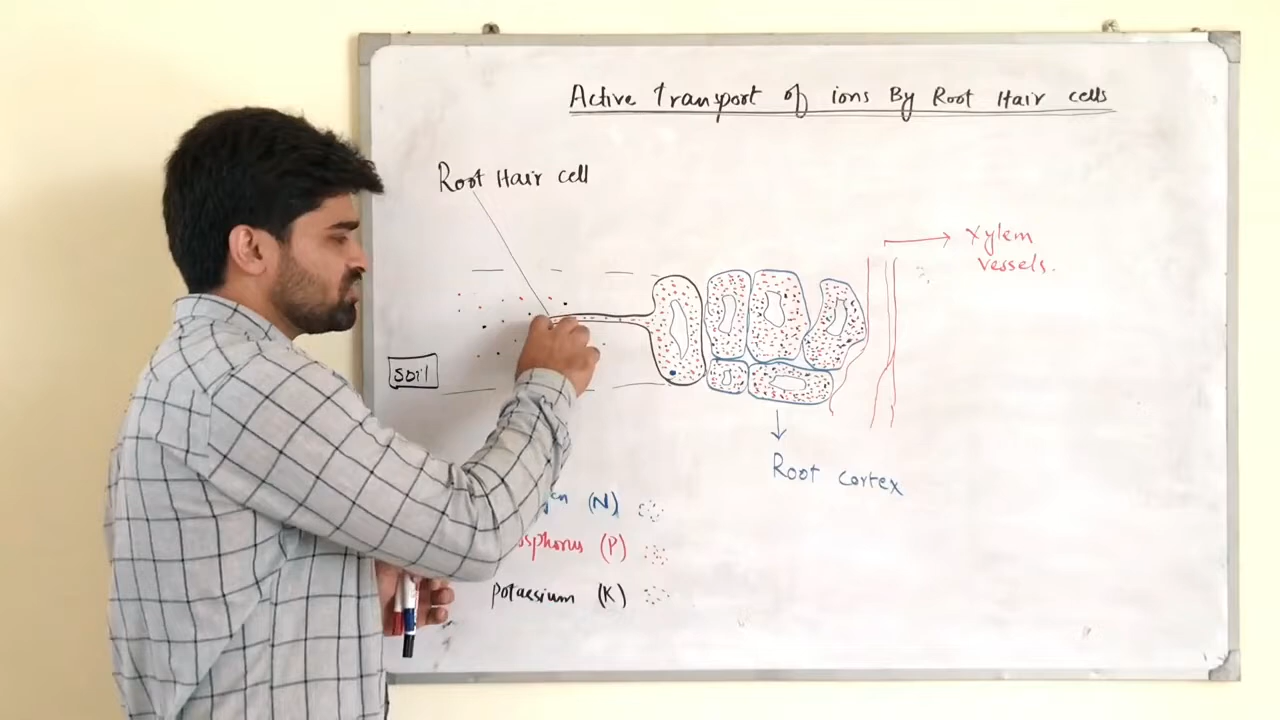 Active Transport of ions By Root Hair cells
Root Hair cell
Xylem
vessels.
soil
Root cortex
(N)
(P)
potassium (K)